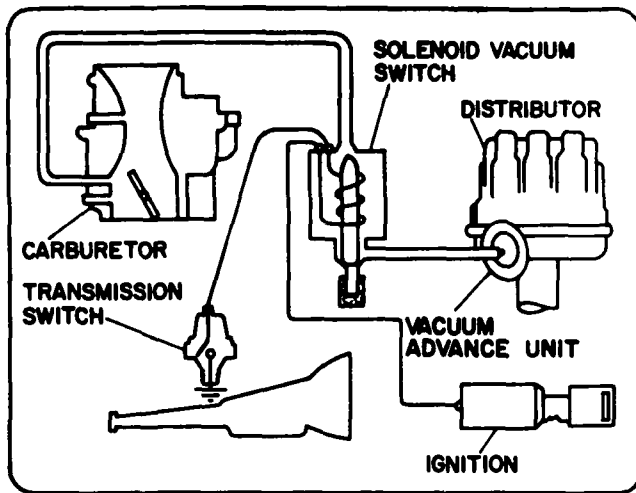 SOLENOID VACUUM
SWITCH
DISTRIBUTOR
CARBURETOR
TRANSMISSION
SWITCH
VACUUM
ADVANCE UNIT
IGNITION